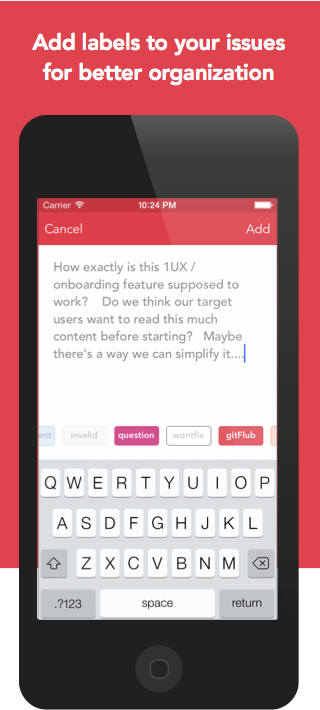 Add labels to your issues
for better organization
Carrier 10:24 PM
Cancel Add
How exactly is this 1UX /
onboarding feature supposed to
work? Do we think our target
users want to read this much
content before starting? Maybe
there's a way we can simplify it....
ent invalid question wontfix gitFlub
Q W E R T Y U I O P
A S D F G H J K L
Z X C V B N M
.?123 space return